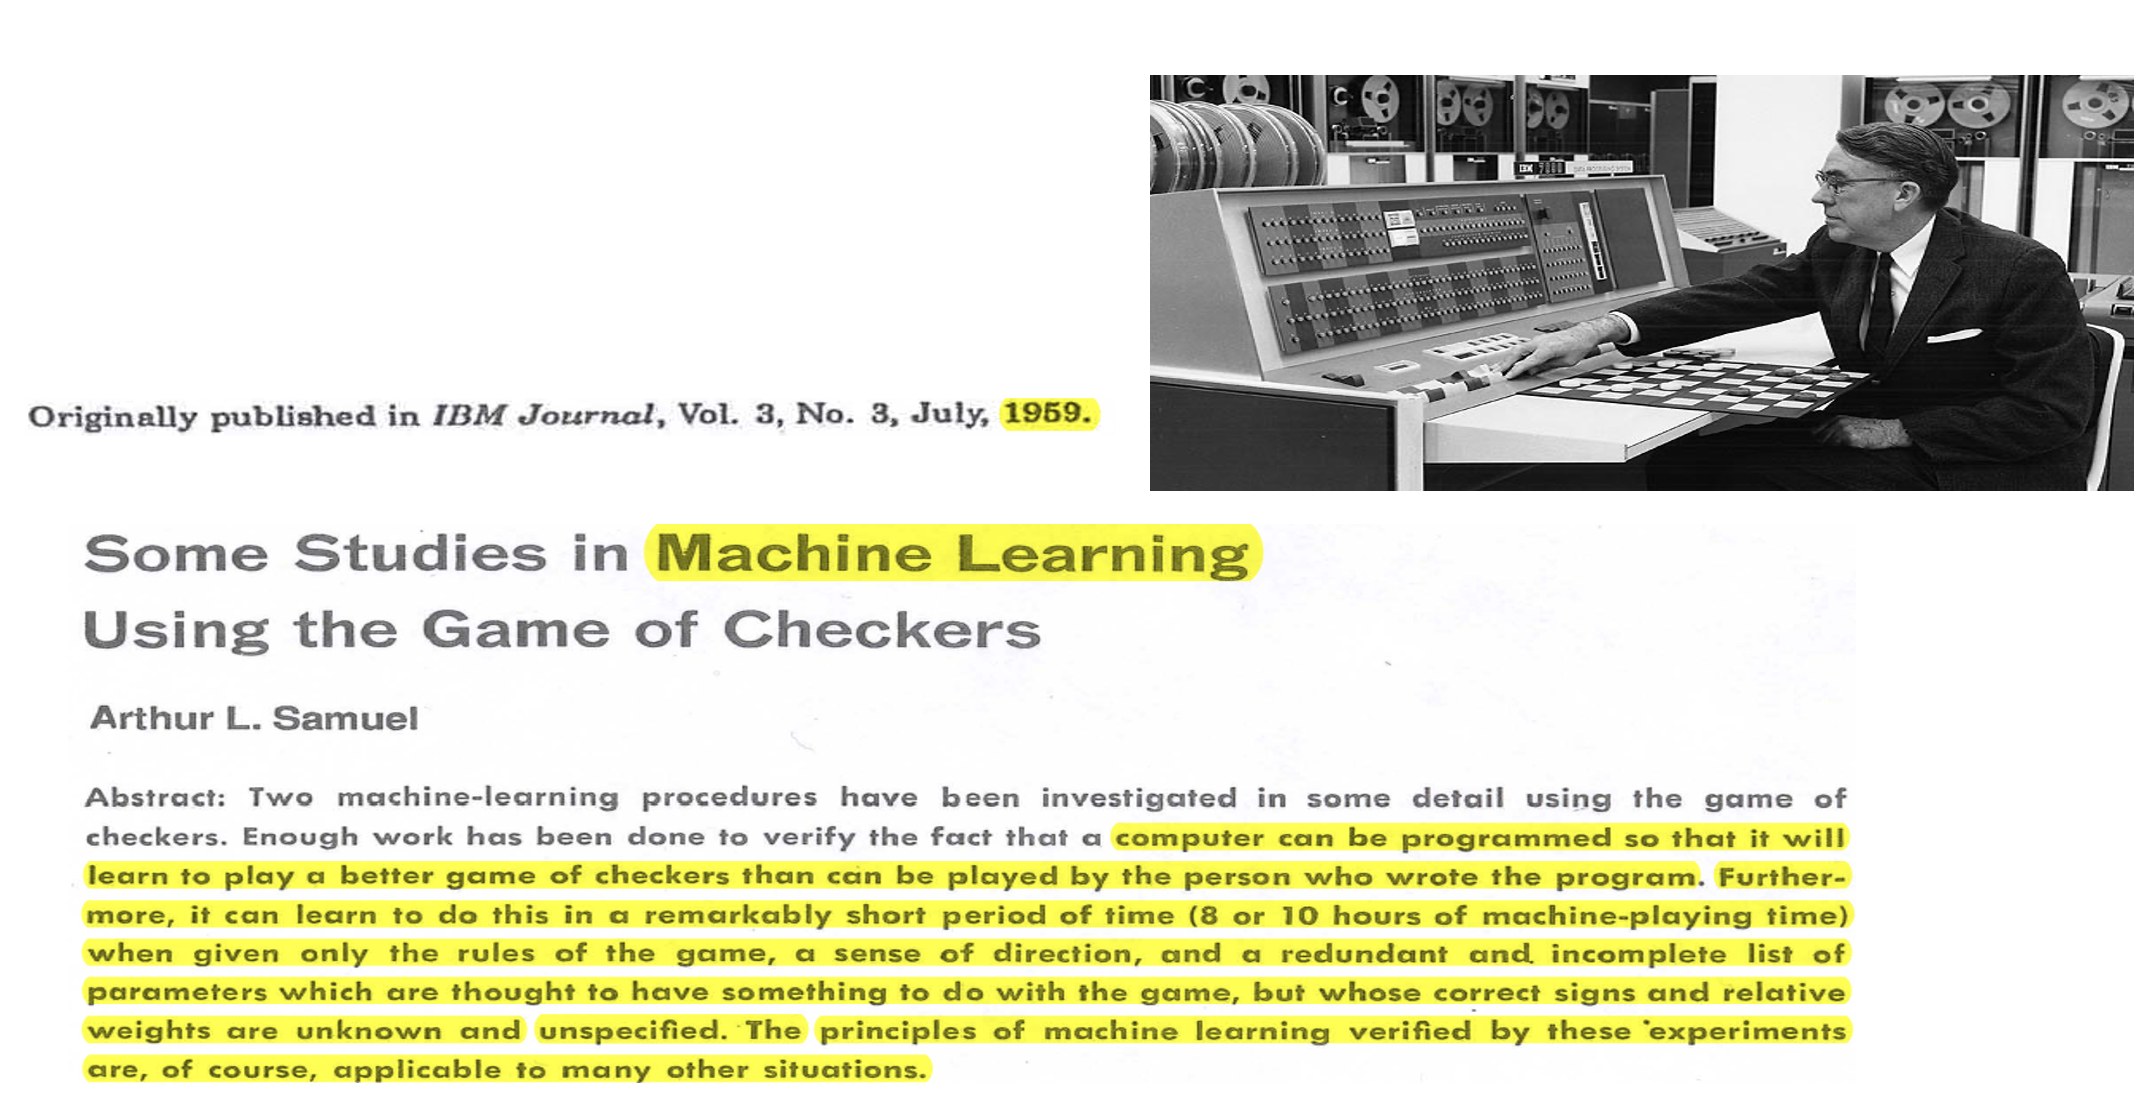 IBM 7090 DATA PROCESSING SYSTEM
Originally published in IBM Journal, Vol. 3, No. 3, July, 1959.
Some Studies in Machine Learning
Using the Game of Checkers
Arthur L. Samuel
Abstract: Two machine-learning procedures have been investigated in some detail using the game of
checkers. Enough work has been done to verify the fact that a computer can be programmed so that it will
learn to play a better game of checkers than can be played by the person who wrote the program. Further-
more, it can learn to do this in a remarkably short period of time (8 or 10 hours of machine-playing time)
when given only the rules of the game, a sense of direction, and a redundant and incomplete list of
parameters which are thought to have something to do with the game, but whose correct signs and relative
weights are unknown and unspecified. The principles of machine learning verified by these experiments
are, of course, applicable to many other situations.